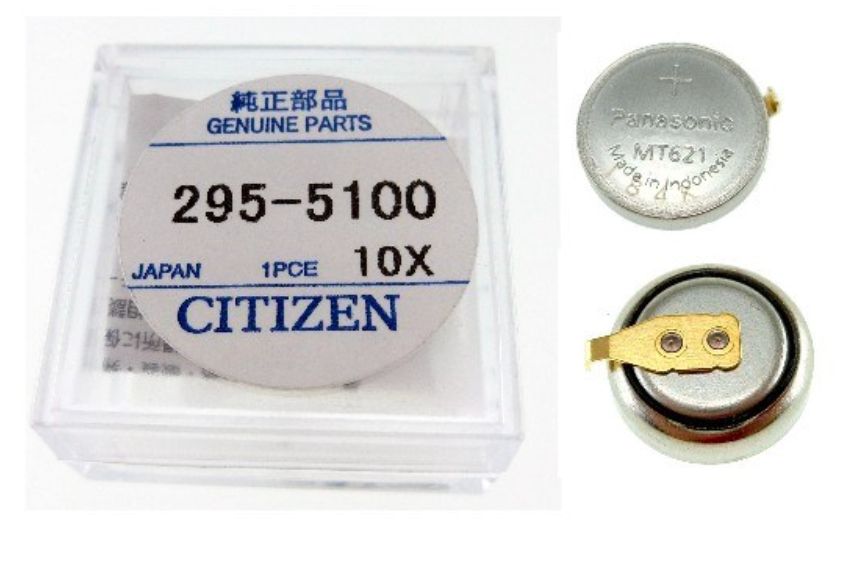 純正部品
GENUINE PARTS
295-5100
JAPAN 1PCE 10X
CITIZEN
+
Panasonic
MT621
Made in Indonesia